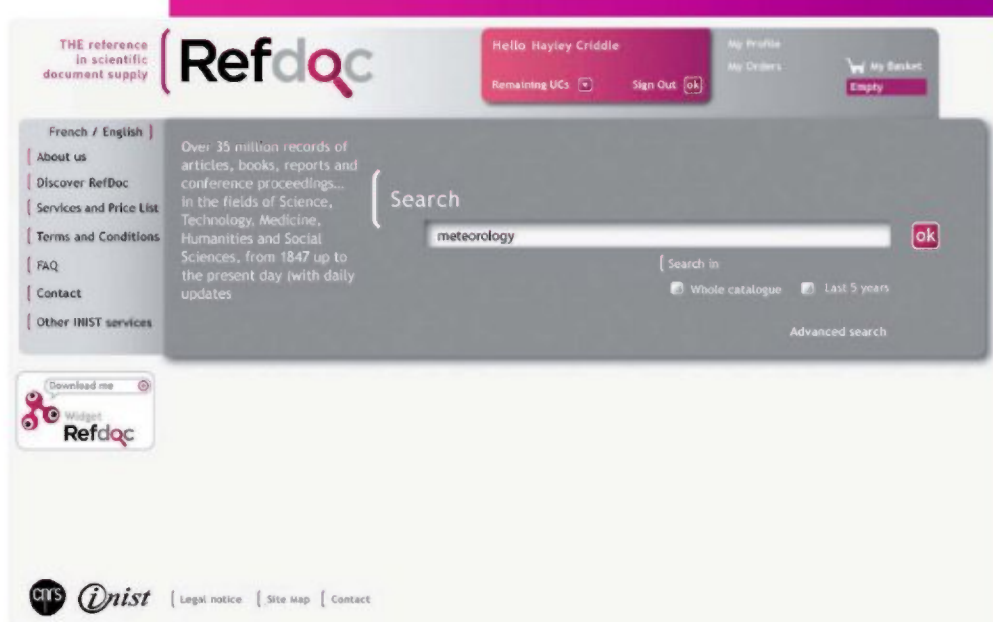 THE reference
in scientific
document supply
Refdoc
Hello Hayley Criddle
Remaining UCs
Sign Out ok
My Profile
My Orders
My Basket
Empty
French / English
About us
Discover RefDoc
Services and Price List
Terms and Conditions
FAQ
Contact
Other INIST services
Over 35 million records of
articles, books, reports and
conference proceedings...
in the fields of Science,
Technology, Medicine,
Humanities and Social
Sciences, from 1847 up to
the present day (with daily
updates
Search
meteorology
ok
Search in
Whole catalogue
Last 5 years
Advanced search
Download me
Widget
Refdoc
cnrs
inist
Legal notice
Site Map
Contact